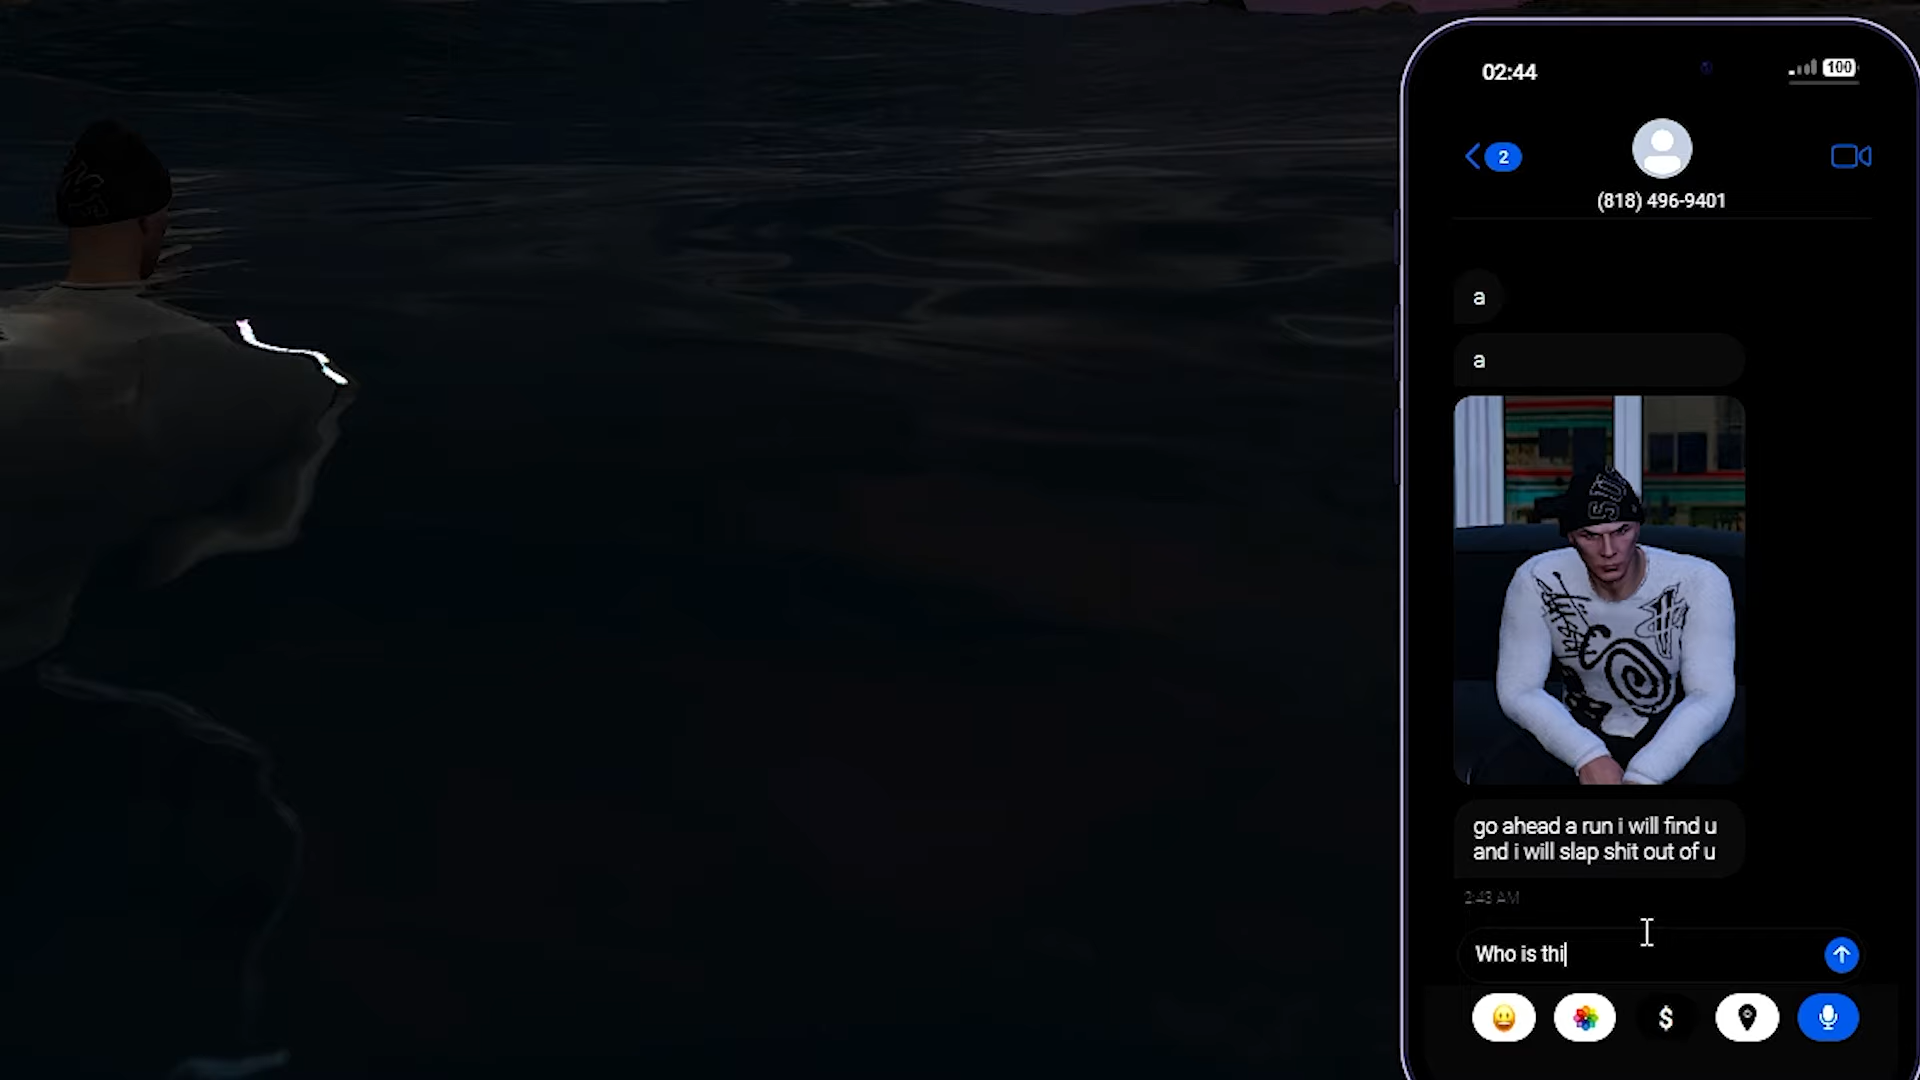 02:44
100
2
(818) 496-9401
a
a
go ahead a run i will find u
and i will slap shit out of u
2:43 AM
Who is thi
$